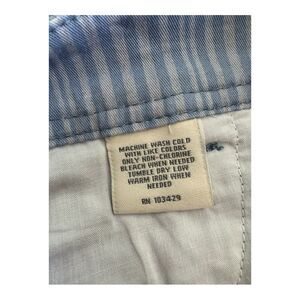 MACHINE WASH COLD
WITH LIKE COLORS
ONLY NON-CHLORINE
BLEACH WHEN NEEDED
TUMBLE DRY LOW
WARM IRON WHEN
NEEDED
RN 103429